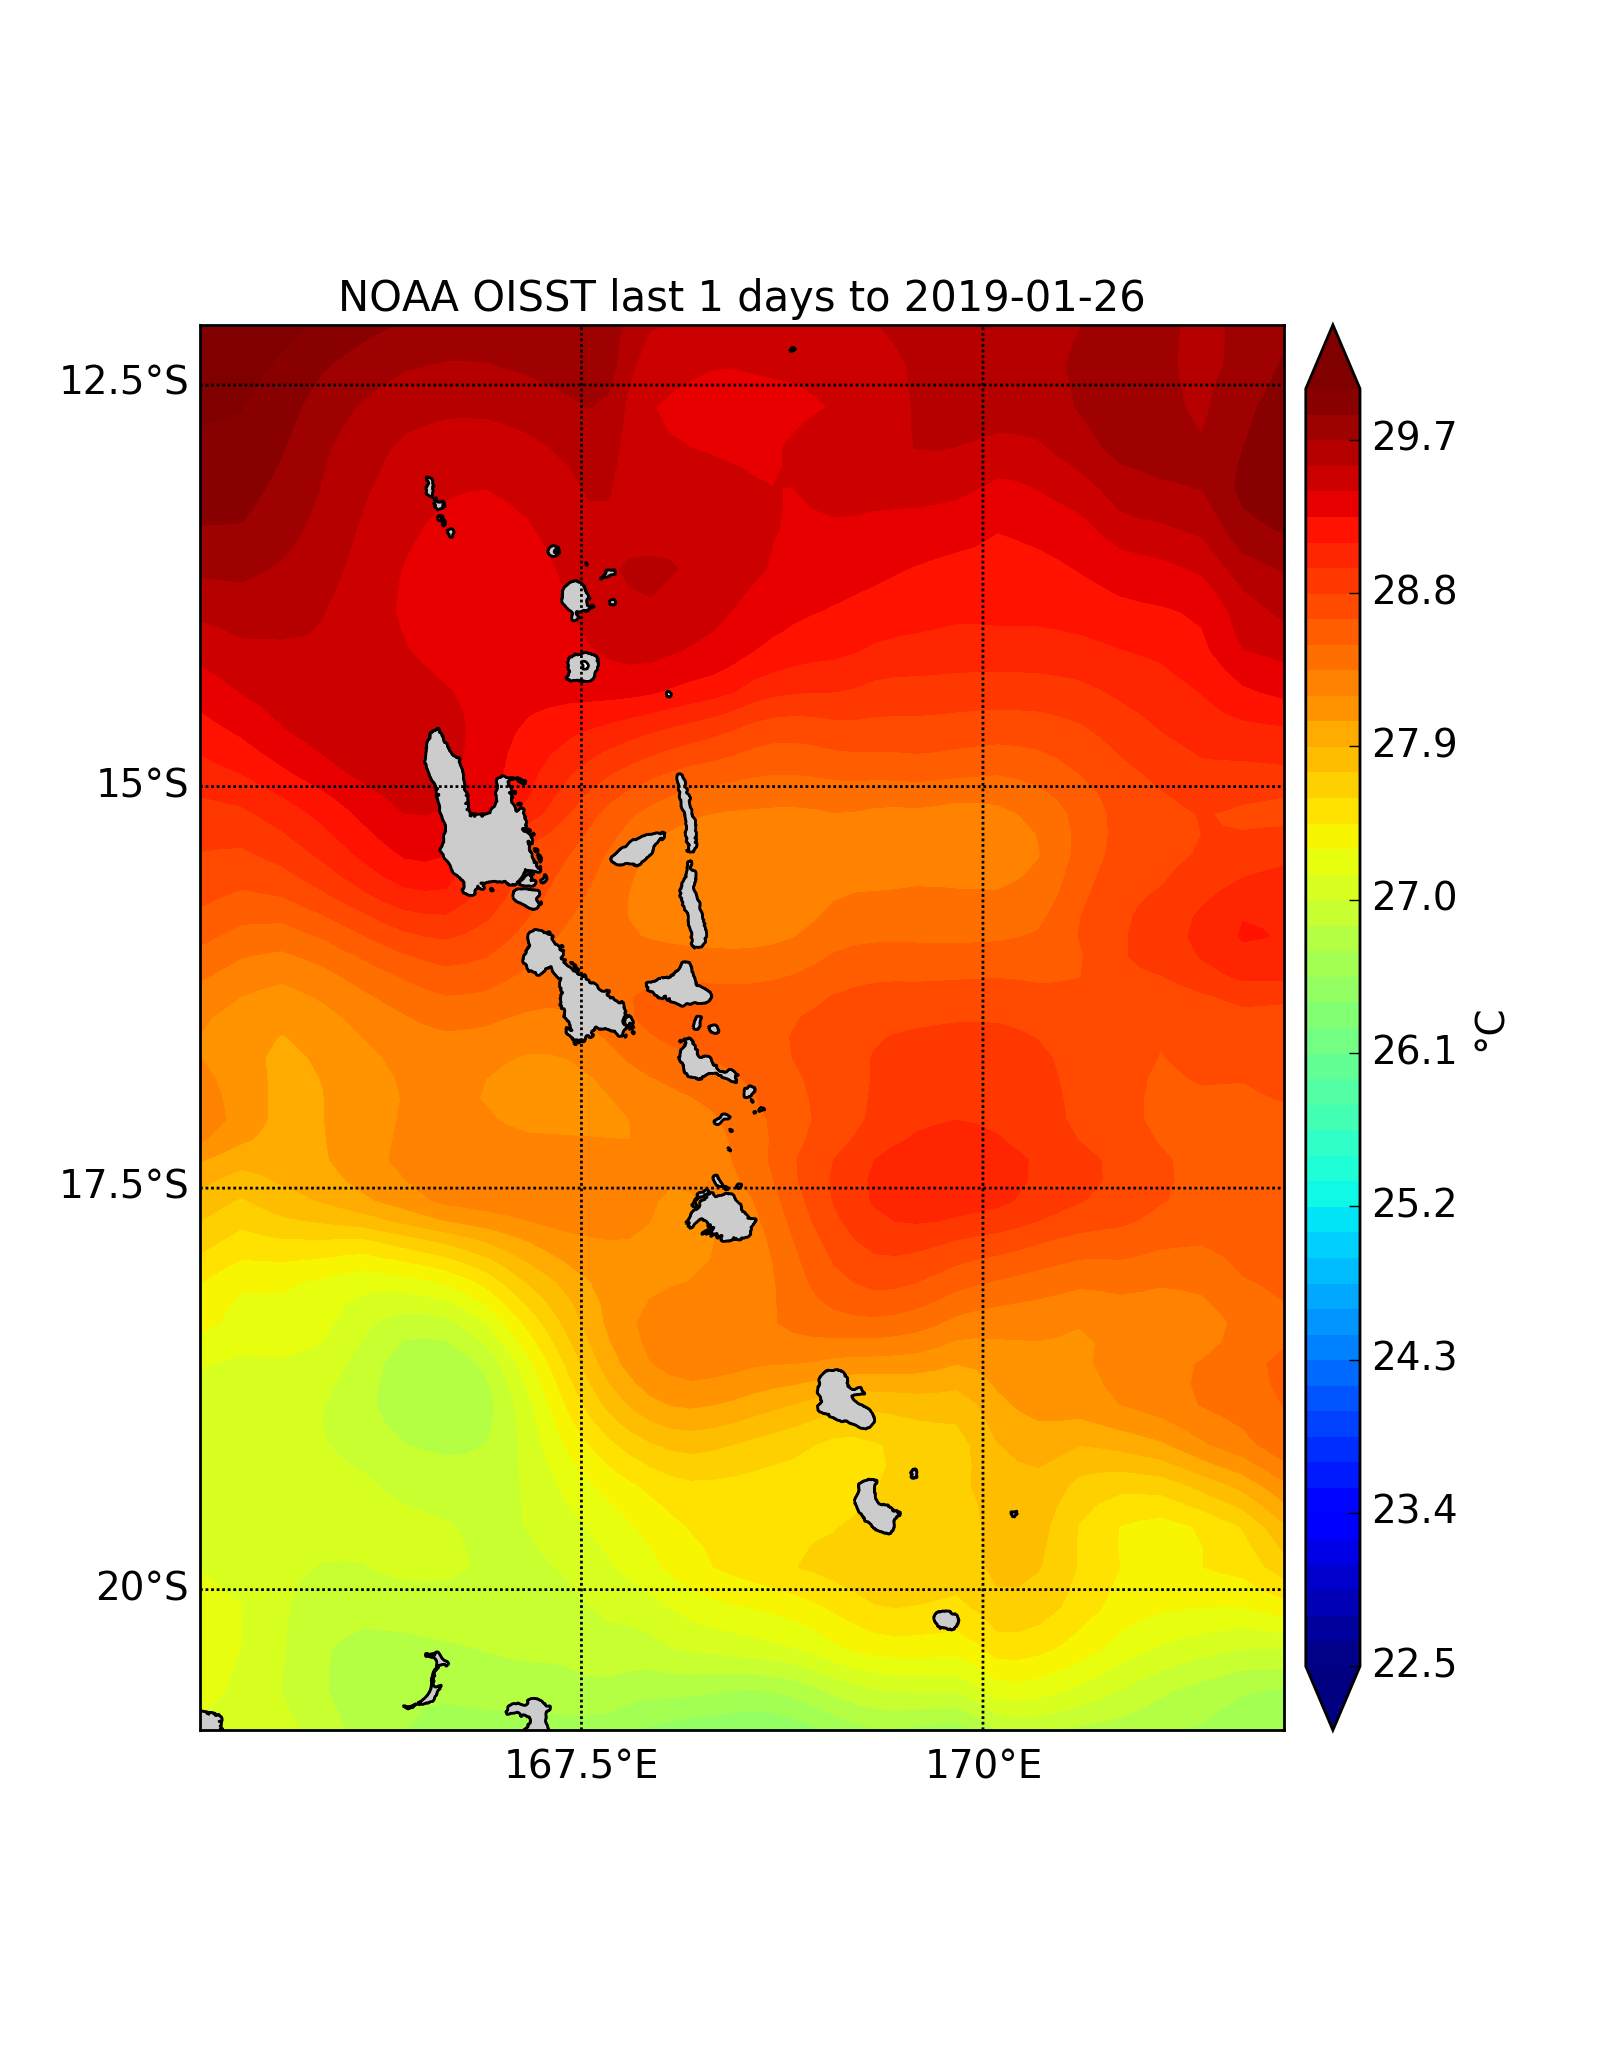 NOAA OISST last 1 days to 2019-01-26
12.5°S
15°S
17.5°S
20°S
167.5°E
170°E
29.7
28.8
27.9
27.0
26.1
25.2
24.3
23.4
22.5
°C